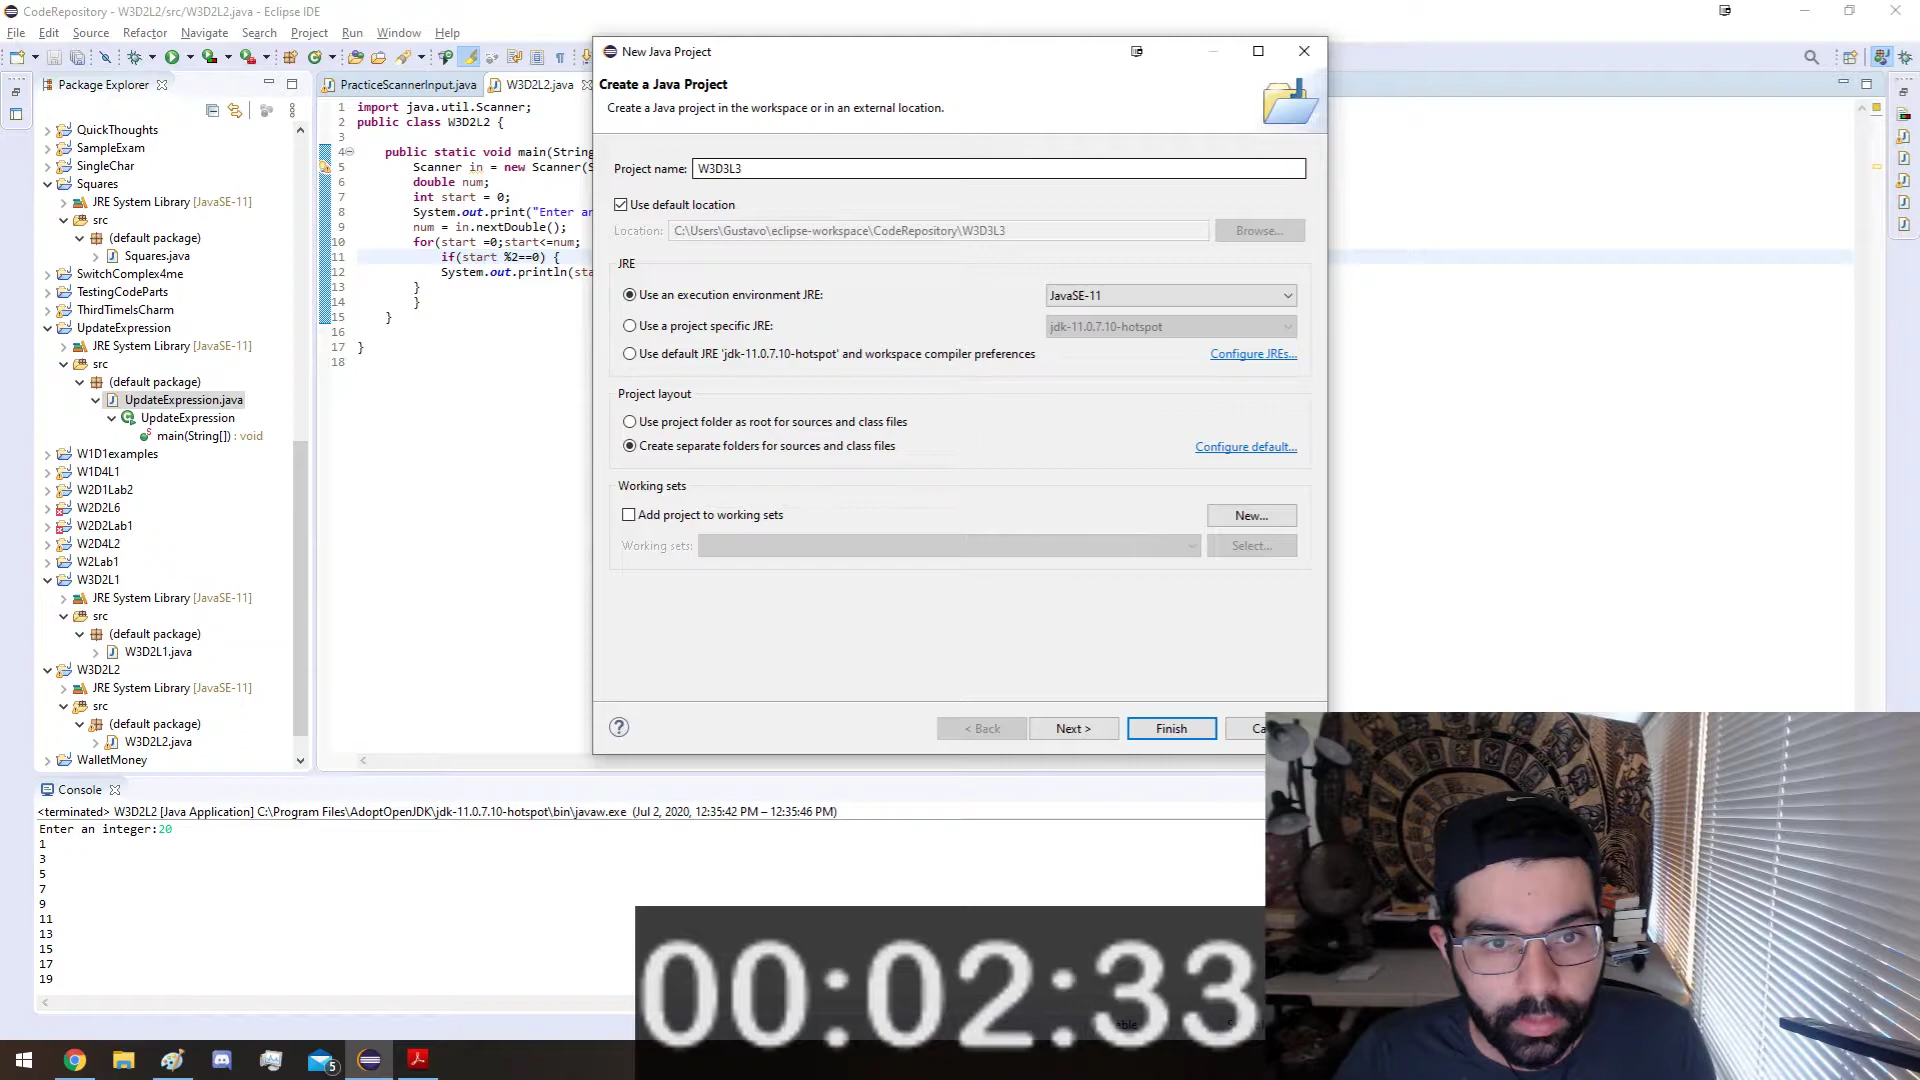 CodeRepository - W3D2L2/src/W3D2L2.java - Eclipse IDE
File Edit Source Refactor Navigate Search Project Run Window Help
Package Explorer
QuickThoughts
SampleExam
SingleChar
Squares
JRE System Library [JavaSE-11]
src
(default package)
Squares.java
SwitchComplex4me
TestingCodeParts
ThirdTimeIsCharm
UpdateExpression
JRE System Library [JavaSE-11]
src
(default package)
UpdateExpression.java
UpdateExpression
main(String[]) : void
W1D1examples
W1D4L1
W2D1Lab2
W2D2L6
W2D2Lab1
W2D4L2
W2Lab1
W3D2L1
JRE System Library [JavaSE-11]
src
(default package)
W3D2L1.java
W3D2L2
JRE System Library [JavaSE-11]
src
(default package)
W3D2L2.java
WalletMoney
PracticeScannerInput.java W3D2L2.java
1 import java.util.Scanner;
2 public class W3D2L2 {
3
4 public static void main(String
5 Scanner in = new Scanner(S
6 double num;
7 int start = 0;
8 System.out.print("Enter an
9 num = in.nextDouble();
10 for(start =0;start<=num;
11 if(start %2==0) {
12 System.out.println(sta
13 }
14 }
15 }
16
17 }
18
New Java Project
Create a Java Project
Create a Java project in the workspace or in an external location.
Project name: W3D3L3
Use default location
Location: C:\Users\Gustavo\eclipse-workspace\CodeRepository\W3D3L3 Browse...
JRE
Use an execution environment JRE: JavaSE-11
Use a project specific JRE: jdk-11.0.7.10-hotspot
Use default JRE 'jdk-11.0.7.10-hotspot' and workspace compiler preferences Configure JREs...
Project layout
Use project folder as root for sources and class files
Create separate folders for sources and class files Configure default...
Working sets
Add project to working sets New...
Working sets: Select...
< Back Next > Finish Ca
Console
<terminated> W3D2L2 [Java Application] C:\Program Files\AdoptOpenJDK\jdk-11.0.7.10-hotspot\bin\javaw.exe (Jul 2, 2020, 12:35:42 PM – 12:35:46 PM)
Enter an integer:20
1
3
5
7
9
11
13
15
17
19
00:02:33
5